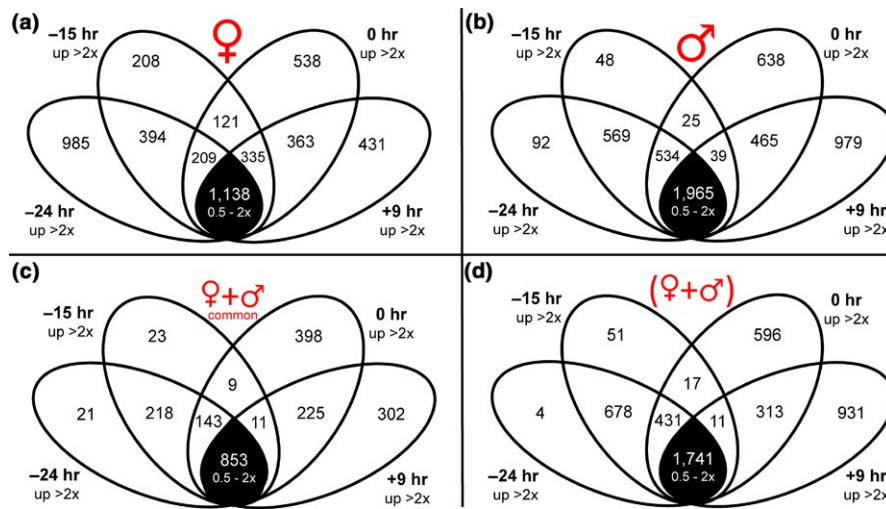 (a)
–15 hr
up >2x
♀
0 hr
up >2x
208
538
121
985
394
363
431
209
335
1,138
0.5 - 2x
–24 hr
up >2x
+9 hr
up >2x
(b)
–15 hr
up >2x
♂
0 hr
up >2x
48
638
25
92
569
465
979
534
39
1,965
0.5 - 2x
–24 hr
up >2x
+9 hr
up >2x
(c)
–15 hr
up >2x
♀+♂
common
0 hr
up >2x
23
398
9
21
218
225
302
143
11
853
0.5 - 2x
–24 hr
up >2x
+9 hr
up >2x
(d)
–15 hr
up >2x
(♀+♂)
0 hr
up >2x
51
596
17
4
678
313
931
431
11
1,741
0.5 - 2x
–24 hr
up >2x
+9 hr
up >2x